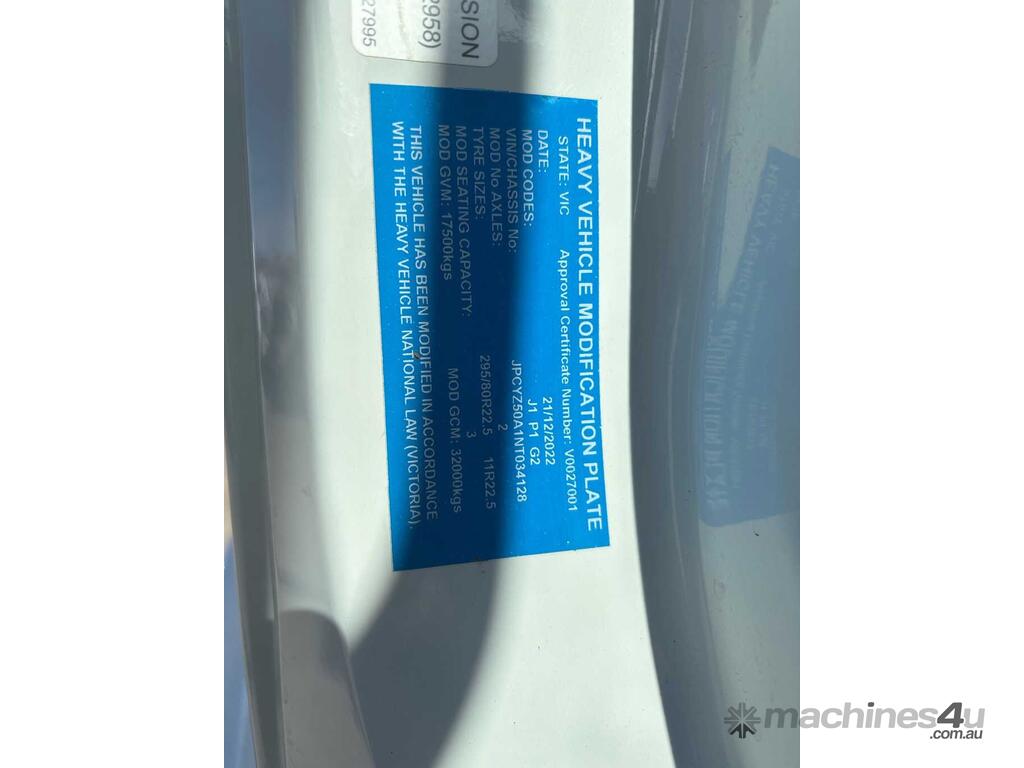 SION
2958)
27995
HEAVY VEHICLE MODIFICATION PLATE
STATE: VIC Approval Certificate Number: V0027001
DATE: 21/12/2022
MOD CODES: J1 P1 G2
VIN/CHASSIS No: JPCYZ50A1NT034128
MOD No AXLES: 2
TYRE SIZES: 295/80R22.5 11R22.5
MOD SEATING CAPACITY: 3
MOD GVM: 17500kgs MOD GCM: 32000kgs
THIS VEHICLE HAS BEEN MODIFIED IN ACCORDANCE
WITH THE HEAVY VEHICLE NATIONAL LAW (VICTORIA).
machines4u
.com.au